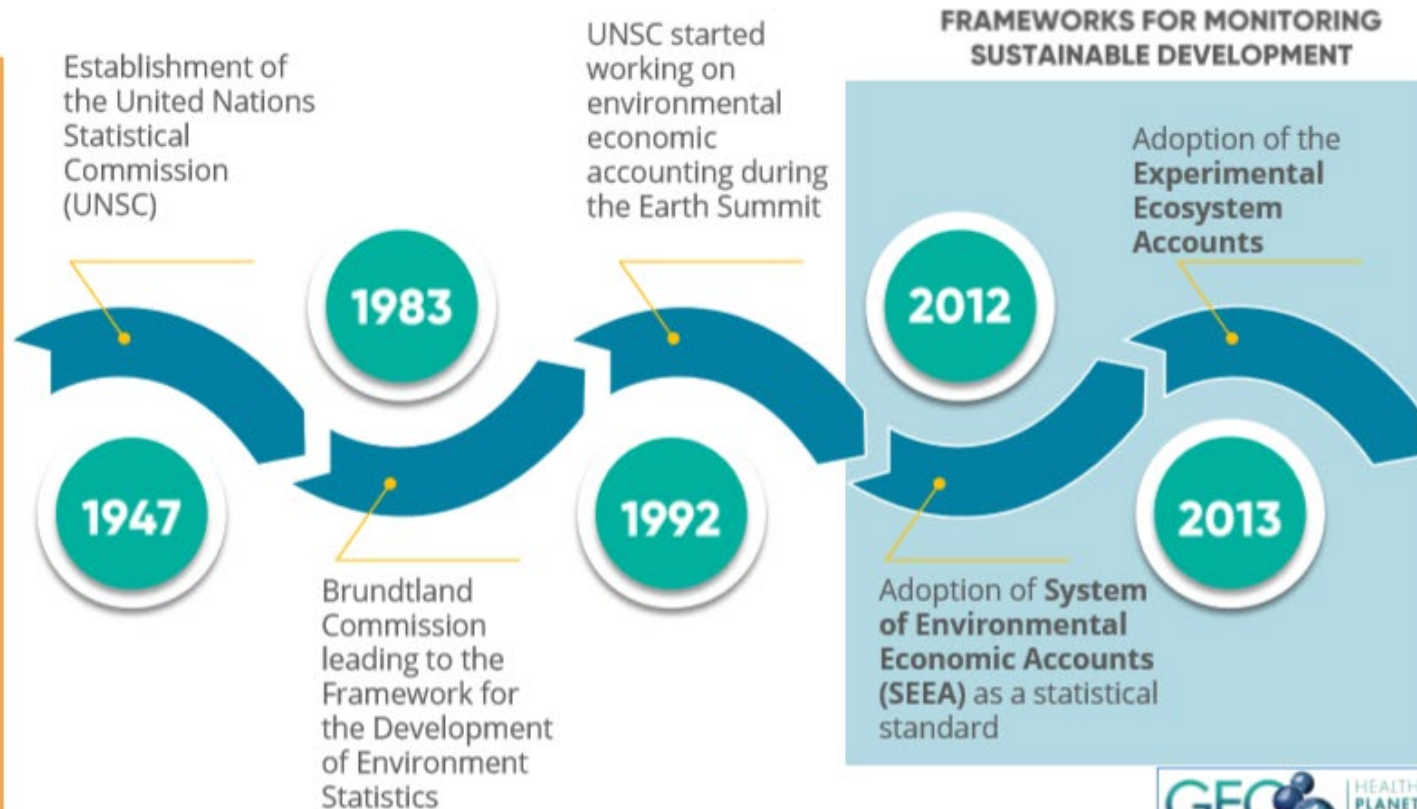 FRAMEWORKS FOR MONITORING
SUSTAINABLE DEVELOPMENT
Establishment of
the United Nations
Statistical
Commission
(UNSC)
1947
1983
Brundtland
Commission
leading to the
Framework for
the Development
of Environment
Statistics
UNSC started
working on
environmental
economic
accounting during
the Earth Summit
1992
2012
Adoption of System
of Environmental
Economic Accounts
(SEEA) as a statistical
standard
Adoption of the
Experimental
Ecosystem
Accounts
2013
GEO
HEALTH
PLANET